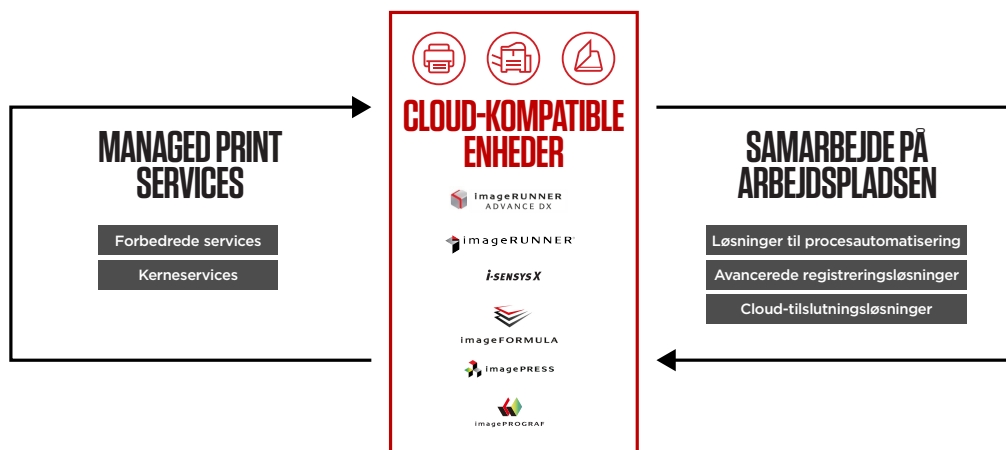 MANAGED PRINT
SERVICES
Forbedrede services
Kerneservices
CLOUD-KOMPATIBLE
ENHEDER
imageRUNNER
ADVANCE DX
imageRUNNER
i-SENSYS X
imageFORMULA
imagePRESS
imagePROGRAF
SAMARBEJDE PÅ
ARBEJDSPLADSEN
Løsninger til procesautomatisering
Avancerede registreringsløsninger
Cloud-tilslutningsløsninger